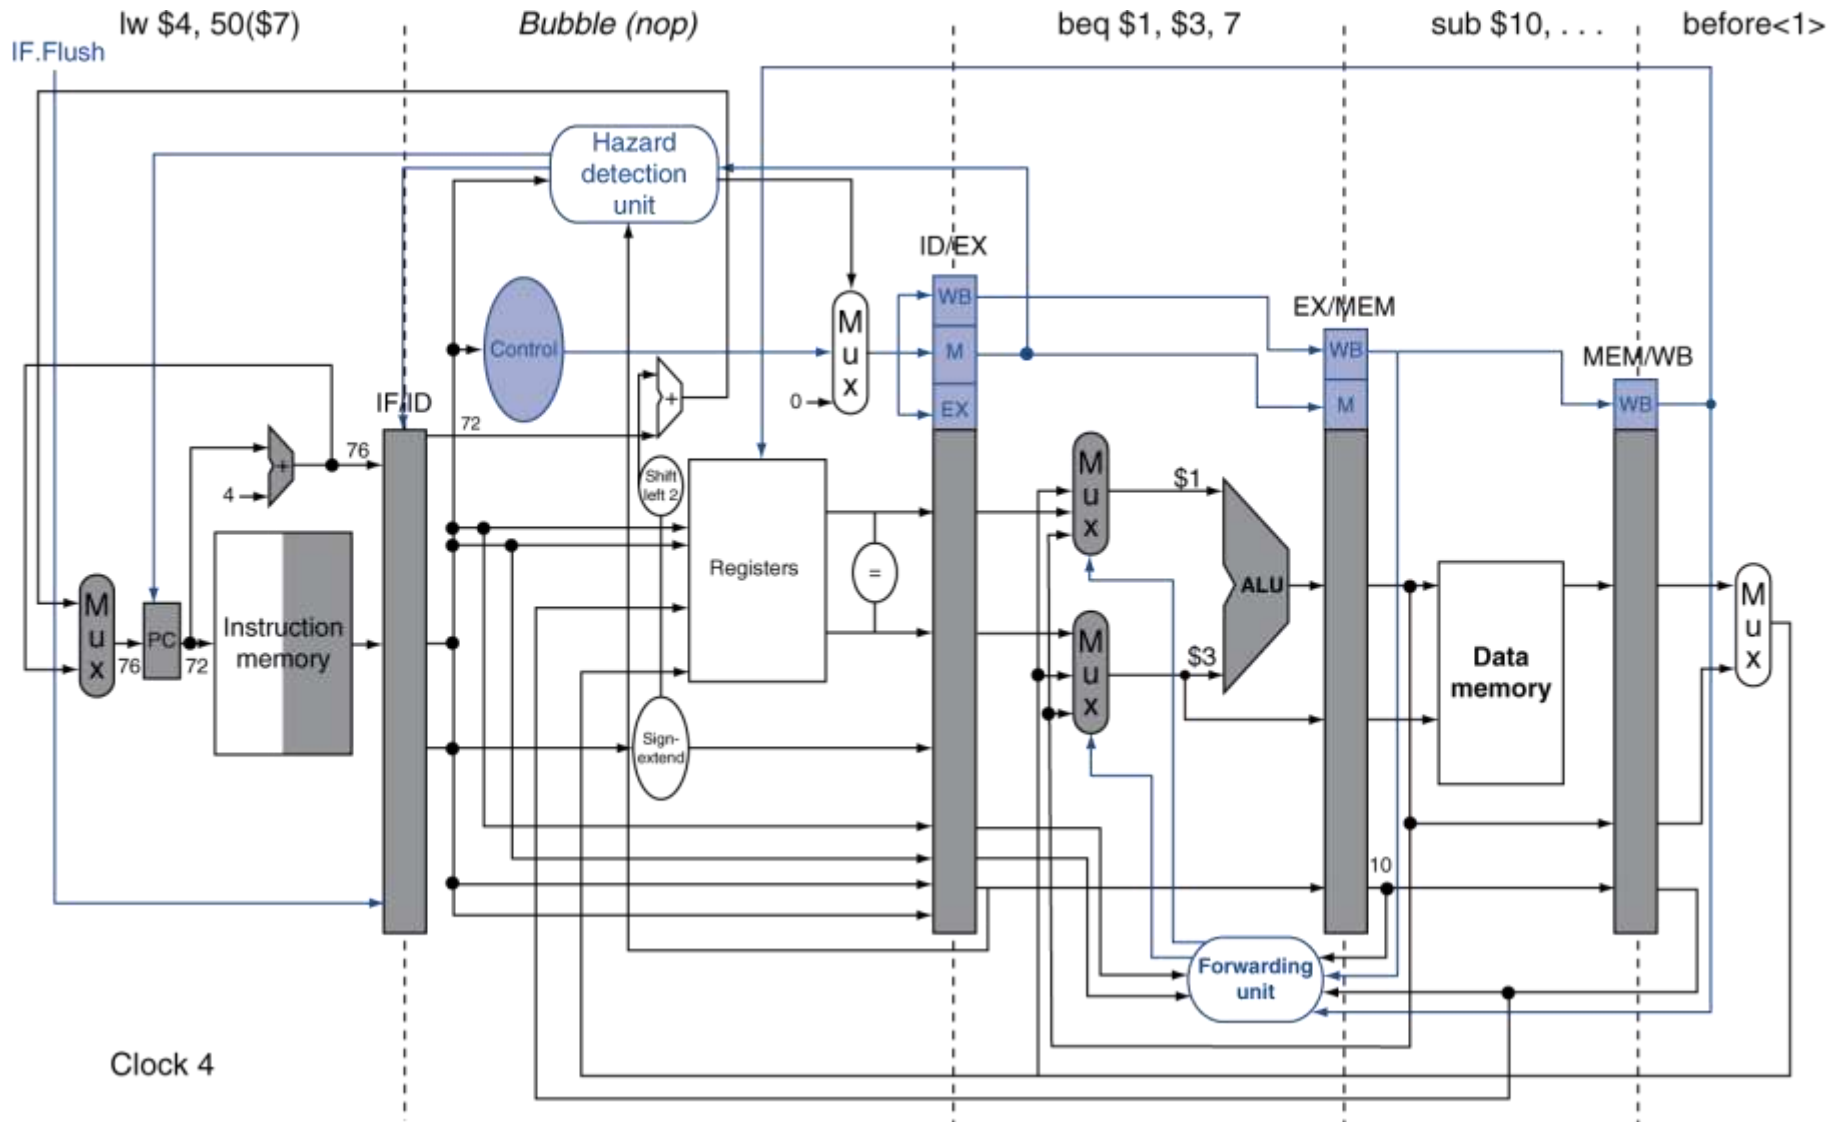 lw $4, 50($7)
Bubble (nop)
beq $1, $3, 7
sub $10, . . .
before<1>
IF.Flush
Hazard
detection
unit
ID/EX
WB
M
EX
EX/MEM
WB
M
MEM/WB
WB
Control
M
u
x
0
IF/ID
72
+
76
+
4
Shift
left 2
Registers
=
M
u
x
$1
ALU
M
u
x
$3
M
u
x
76
PC
72
Instruction
memory
Data
memory
M
u
x
Sign-
extend
10
Forwarding
unit
Clock 4